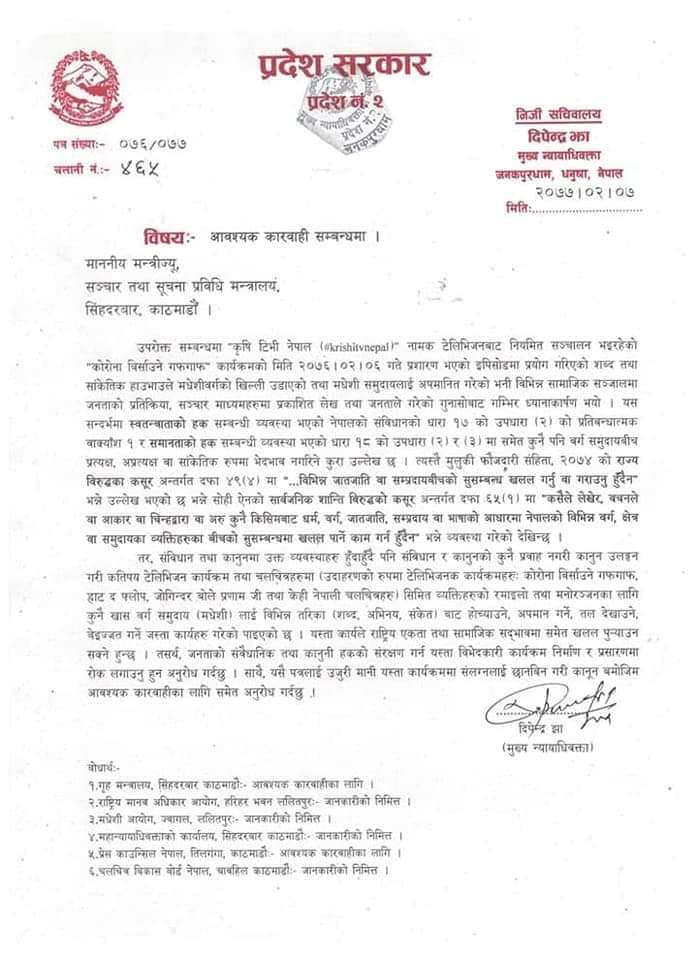 प्रदेश सरकार
प्रदेश नं. २
मुख्य न्यायाधिवक्ता
प्रदेश नं. २
जनकपुरधाम
पत्र संख्याः- ०७६/०७७
चलानी नं.:- ४६५
निजी सचिवालय
दिपेन्द्र झा
मुख्य न्यायाधिवक्ता
जनकपुरधाम, धनुषा, नेपाल
२०७७।०२।०७
मितिः
विषयः- आवश्यक कारवाही सम्बन्धमा ।
माननीय मन्त्रीज्यू,
सञ्चार तथा सूचना प्रविधि मन्त्रालय,
सिंहदरबार, काठमाडौं ।
उपरोक्त सम्बन्धमा "कृषि टिभी नेपाल (#krishitvnepal)" नामक टेलिभिजनबाट नियमित सञ्चालन भइरहेको
"कोरोना बिर्साउने गफगाफ" कार्यक्रमको मिति २०७६।०२।०६ गते प्रशारण भएको इपिसोडमा प्रयोग गरिएको शब्द तथा
सांकेतिक हाउभाउले मधेशीवर्गको खिल्ली उडाएको तथा मधेशी समुदायलाई अपमानित गरेको भनी विभिन्न सामाजिक सञ्जालमा
जनताको प्रतिक्रिया, सञ्चार माध्यमहरुमा प्रकाशित लेख तथा जनताले गरेको गुनासोबाट गम्भिर ध्यानाकार्षण भयो । यस
सन्दर्भमा स्वतन्त्राताको हक सम्बन्धी व्यवस्था भएको नेपालको संविधानको धारा १७ को उपधारा (२) को प्रतिबन्धात्मक
बाक्यांश १ र समानताको हक सम्बन्धी व्यवस्था भएको धारा १८ को उपधारा (२) र (३) मा समेत कुनै पनि वर्ग समुदायबीच
प्रत्यक्ष, अप्रत्यक्ष वा सांकेतिक रुपमा भेदभाव नगरिने कुरा उल्लेख छ । त्यस्तै मुलुकी फौजदारी संहिता, २०७४ को राज्य
विरुद्धका कसूर अन्तर्गत दफा ४९(४) मा "...विभिन्न जातजाति वा सम्प्रदायबीचको सुसम्बन्ध खलल गर्नु वा गराउनु हुँदैन"
भन्ने उल्लेख भएको छ भन्ने सोही ऐनको सार्वजनिक शान्ति विरुद्धको कसूर अन्तर्गत दफा ६५(१) मा "कसैले लेखेर, बचनले
वा आकार वा चिन्हद्वारा वा अरु कुनै किसिमबाट धर्म, वर्ग, जातजाति, सम्प्रदाय वा भाषाको आधारमा नेपालको विभिन्न वर्ग, क्षेत्र
वा समुदायका व्यक्तिहरु का बीचको सुसम्बन्धमा खलल पार्ने काम गर्न हुँदैन" भन्ने व्यवस्था गरेको देखिन्छ ।
तर, संविधान तथा कानुनमा उक्त व्यवस्थाहरु हुँदाहुँदै पनि संविधान र कानुनको कुनै प्रवाह नगरी कानुन उलङ्घन
गरी कतिपय टेलिभिजन कार्यक्रम तथा चलचित्रहरुमा (उदाहरणको रुपमा टेलिभिजनक कार्यक्रमहरुः कोरोना बिर्साउने गफगाफ,
हाट द फ्लोप, जोगिन्दर बोले प्रणाम जी तथा केही नेपाली चलचित्रहरु) सिमित व्यक्तिहरुको रमाइलो तथा मनोरञ्जनका लागि
कुनै खास वर्ग समुदाय (मधेशी) लाई विभिन्न तरिका (शब्द, अभिनय, संकेत) बाट होच्याउने, अपमान गर्ने, तल देखाउने,
बेइज्जत गर्ने जस्ता कार्यहरु गरेको पाइएको छ । यस्ता कार्यले राष्ट्रिय एकता तथा सामाजिक सद्भावमा समेत खलल पुऱ्याउन
सक्ने हुन्छ । तसर्थ, जनताको संवैधानिक तथा कानुनी हकको संरक्षण गर्न यस्ता विभेदकारी कार्यक्रम निर्माण र प्रसारणमा
रोक लगाउनु हुन अनुरोध गर्दछु । साथै, यसै पत्रलाई उजुरी मानी यस्ता कार्यक्रममा संलग्नलाई छानबिन गरी कानून बमोजिम
आवश्यक कारवाहीका लागि समेत अनुरोध गर्दछु ।
दिपेन्द्र झा
(मुख्य न्यायाधिवक्ता)
बोधार्थः-
१.गृह मन्त्रालय, सिंहदरबार काठमाडौः- आवश्यक कारवाहीका लागि ।
२.राष्ट्रिय मानव अधिकार आयोग, हरिहर भवन ललितपुरः- जानकारीको निमित्त ।
३.मधेशी आयोग, ज्वागल, ललितपुरः- जानकारीको निमित्त ।
४.महान्यायाधिवक्ताको कार्यालय, सिंहदरबार काठमाडौः- जानकारीको निमित्त ।
५.प्रेस काउन्सिल नेपाल, तिलगंगा, काठमाडौः- आवश्यक कारवाहीका लागि ।
६.चलचित्र बिकास बोर्ड नेपाल, चावहिल काठमाडौः- जानकारीको निमित्त ।